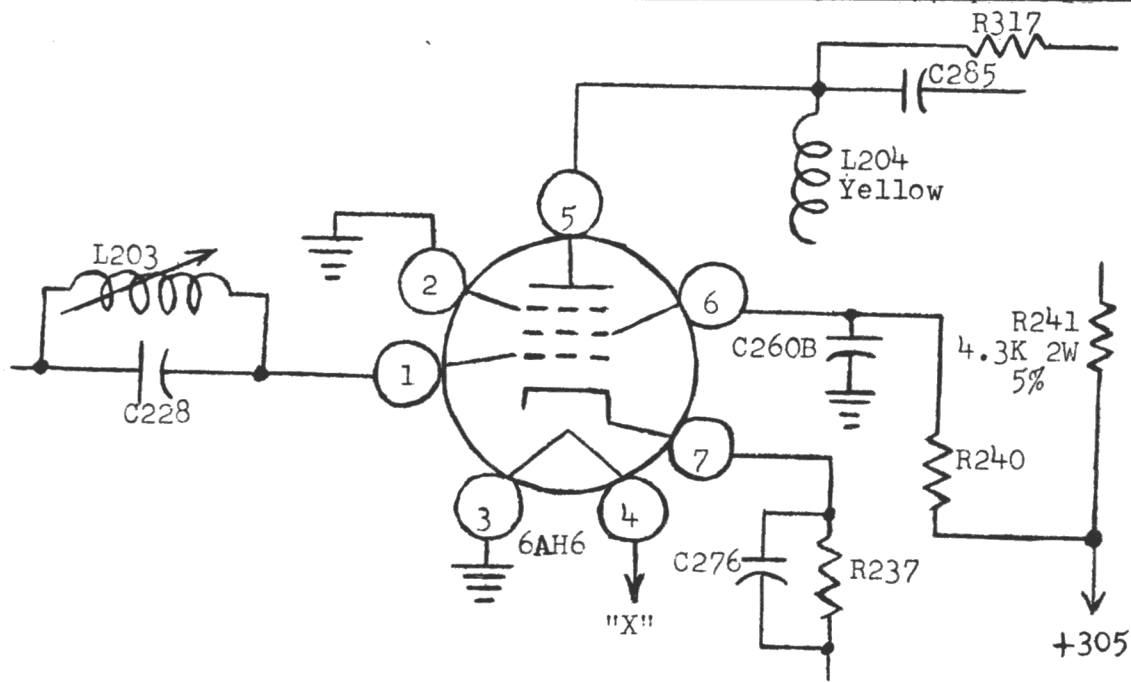 R317
C285
L204
Yellow
5
L203
2
6
R241
4.3K 2W
5%
C260B
1
C228
7
R240
3
4
6AH6
C276
R237
"X"
+305